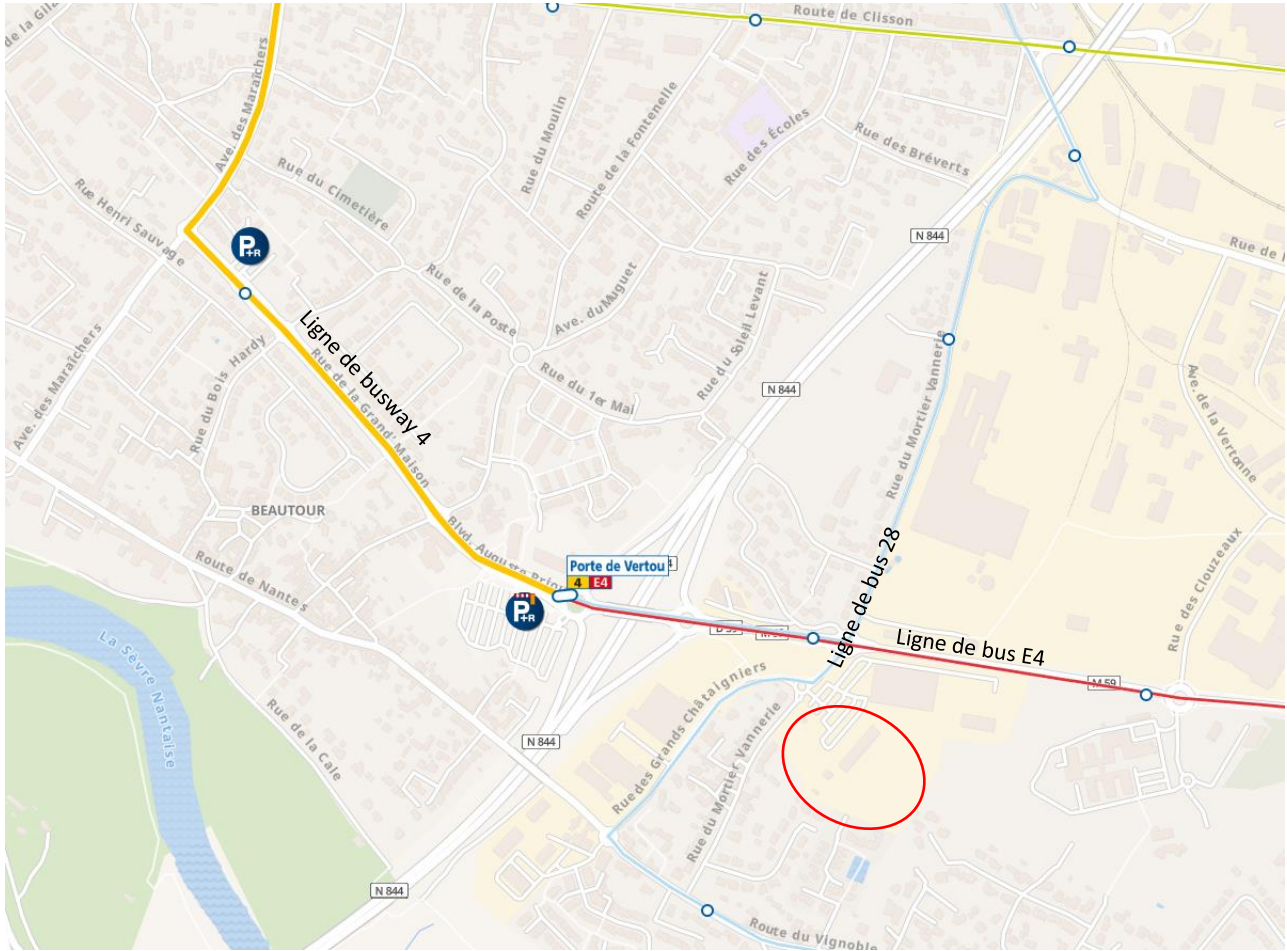 Route de Clisson
Ave. des Maraîchers
Rue du Moulin
Route de la Fontenelle
Rue des Écoles
Rue des Bréverts
Rue du Cimetière
Rue Henri Sauvage
P+R
N 844
Rue de la Poste
Ave. du Muguet
Rue du Soleil Levant
Ligne de busway 4
Rue du Bois Hardy
Ave. des Maraîchers
Rue de la Grand' Maison
Rue du 1er Mai
N 844
Rue du Mortier Vannerie
Ave. de la Vertonne
BEAUTOUR
Route de Nantes
Blvd. Auguste
Porte de Vertou
4 E4
P+R
Ligne de bus 28
Ligne de bus E4
Rue des Clouzeaux
M 59
La Sèvre Nantaise
Rue de la Cale
N 844
Rue des Grands Châtaigniers
Rue du Mortier Vannerie
N 844
Route du Vignoble